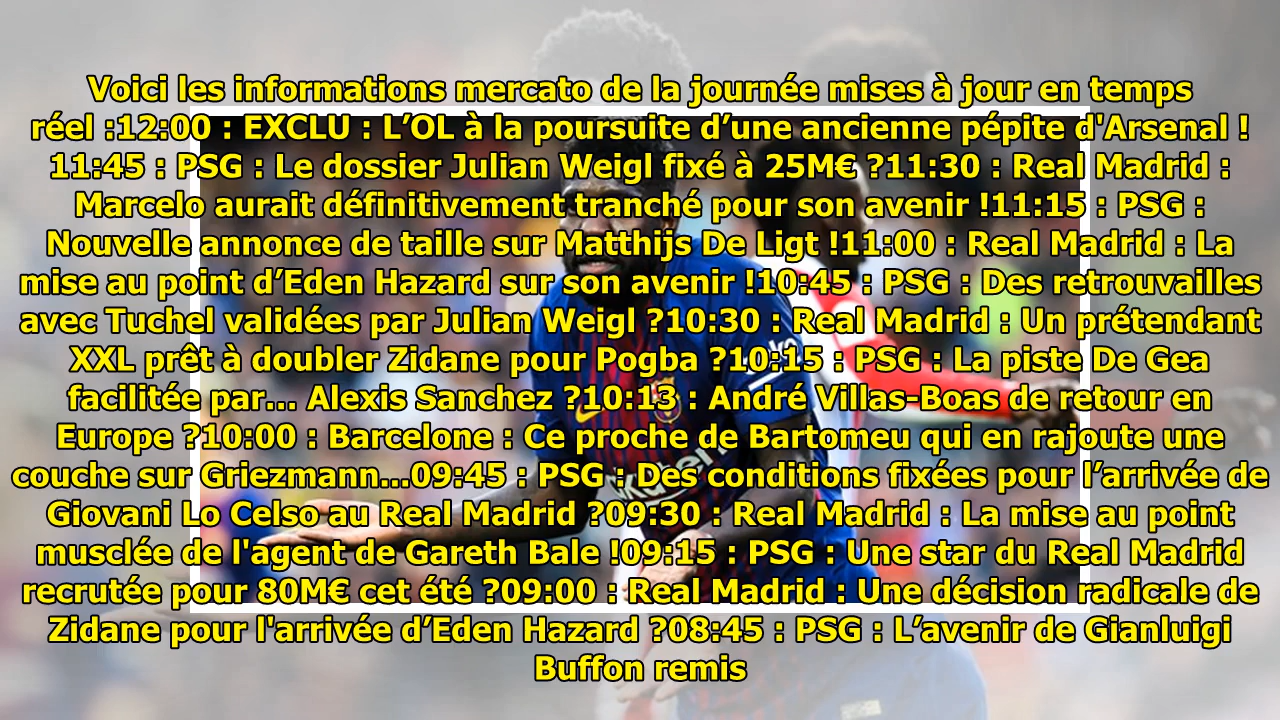 Voici les informations mercato de la journée mises à jour en temps
réel :12:00 : EXCLU : L’OL à la poursuite d’une ancienne pépite d'Arsenal !
11:45 : PSG : Le dossier Julian Weigl fixé à 25M€ ?11:30 : Real Madrid :
Marcelo aurait définitivement tranché pour son avenir !11:15 : PSG :
Nouvelle annonce de taille sur Matthijs De Ligt !11:00 : Real Madrid : La
mise au point d’Eden Hazard sur son avenir !10:45 : PSG : Des retrouvailles
avec Tuchel validées par Julian Weigl ?10:30 : Real Madrid : Un prétendant
XXL prêt à doubler Zidane pour Pogba ?10:15 : PSG : La piste De Gea
facilitée par... Alexis Sanchez ?10:13 : André Villas-Boas de retour en
Europe ?10:00 : Barcelone : Ce proche de Bartomeu qui en rajoute une
couche sur Griezmann...09:45 : PSG : Des conditions fixées pour l’arrivée de
Giovani Lo Celso au Real Madrid ?09:30 : Real Madrid : La mise au point
musclée de l'agent de Gareth Bale !09:15 : PSG : Une star du Real Madrid
recrutée pour 80M€ cet été ?09:00 : Real Madrid : Une décision radicale de
Zidane pour l'arrivée d’Eden Hazard ?08:45 : PSG : L’avenir de Gianluigi
Buffon remis